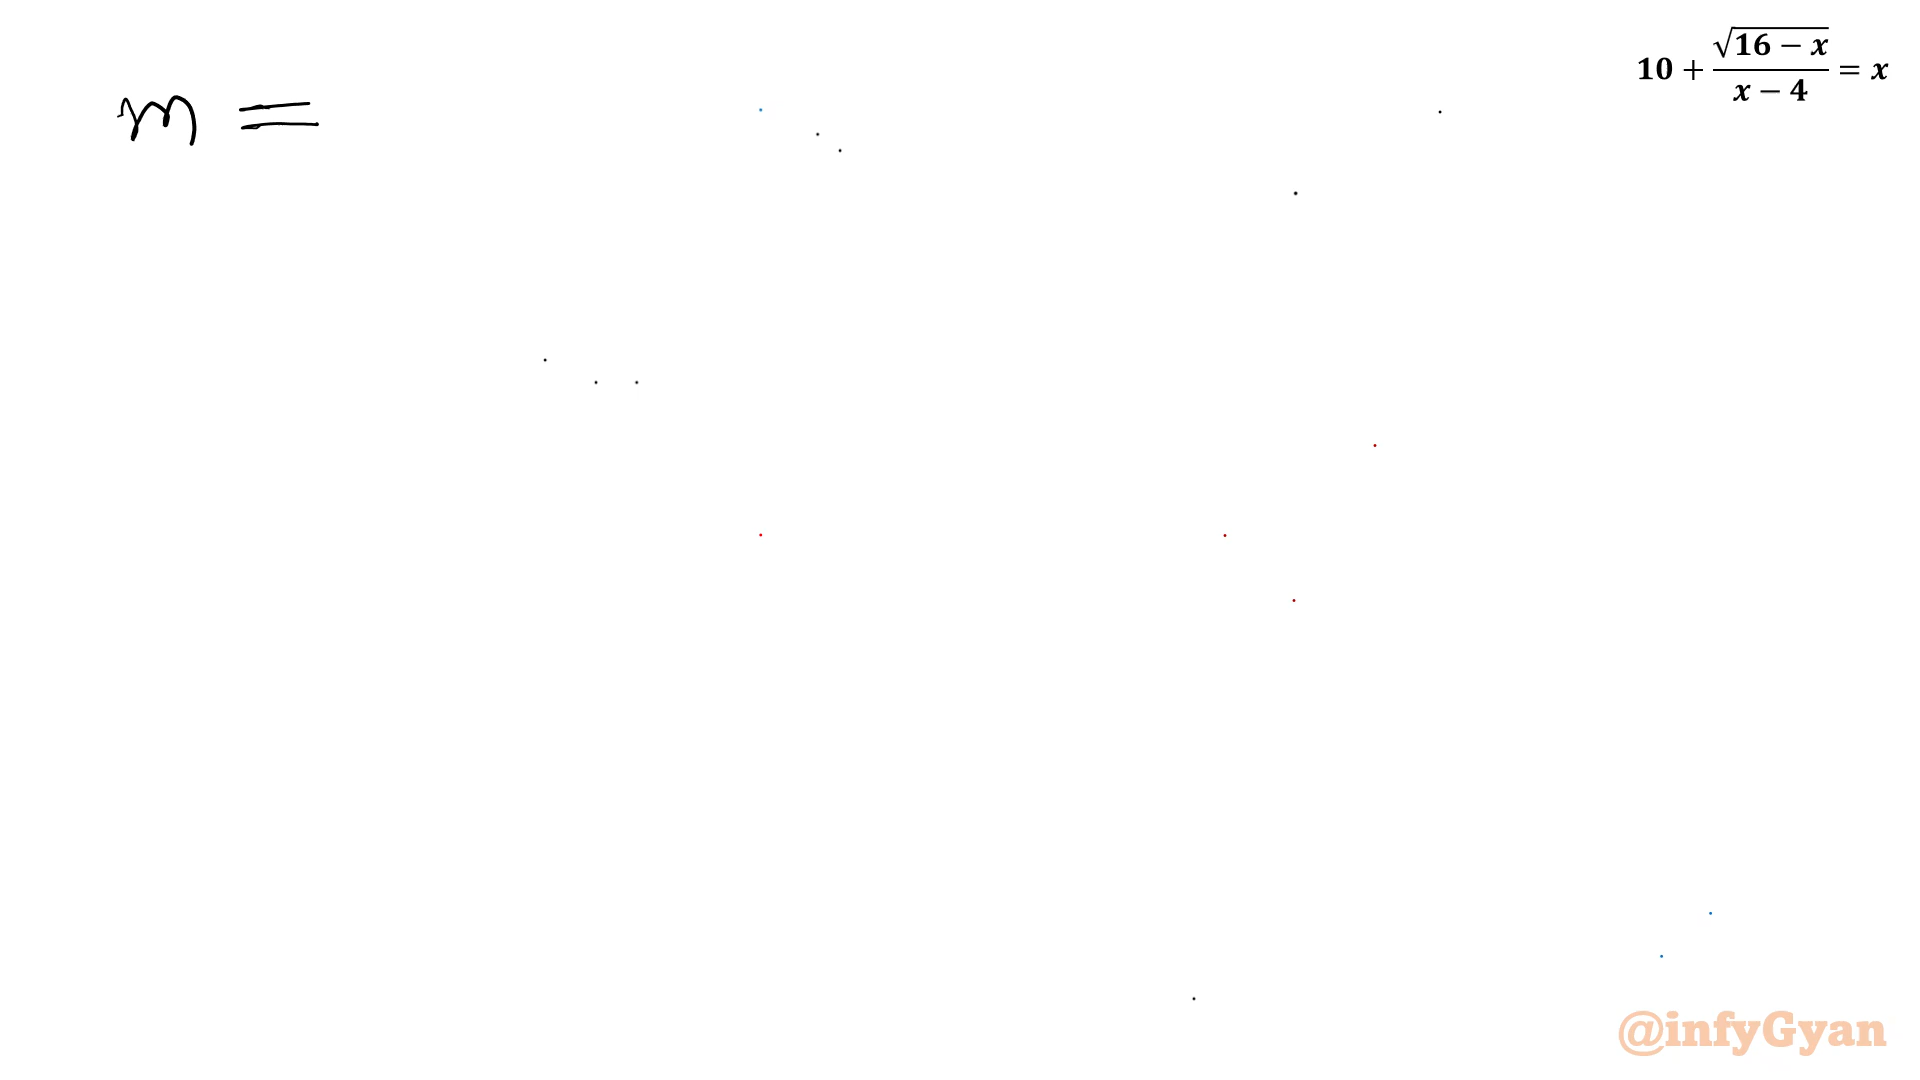 10 + √(16 − x)/(x − 4) = x
m =
@infyGyan